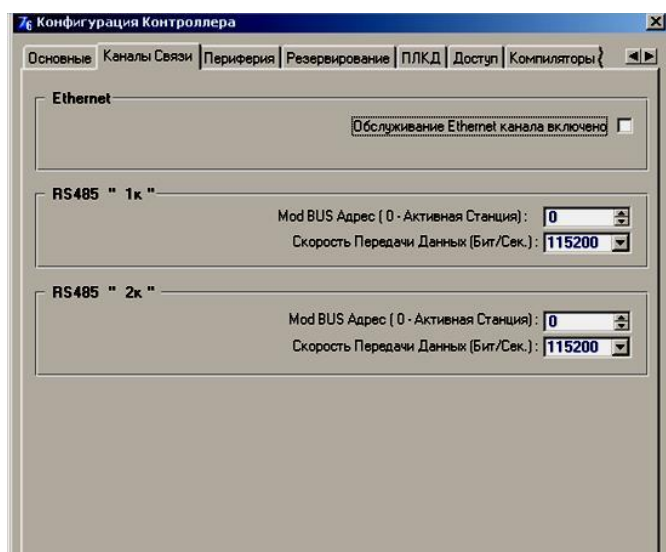 76 Конфигурация Контроллера
Основные Каналы Связи Периферия Резервирование ПЛКД Доступ Компиляторы
Ethernet
Обслуживание Ethernet канала включено
RS485 " 1к "
Mod BUS Адрес ( 0 - Активная Станция) : 0
Скорость Передачи Данных (Бит/Сек.) : 115200
RS485 " 2к "
Mod BUS Адрес ( 0 - Активная Станция) : 0
Скорость Передачи Данных (Бит/Сек.) : 115200